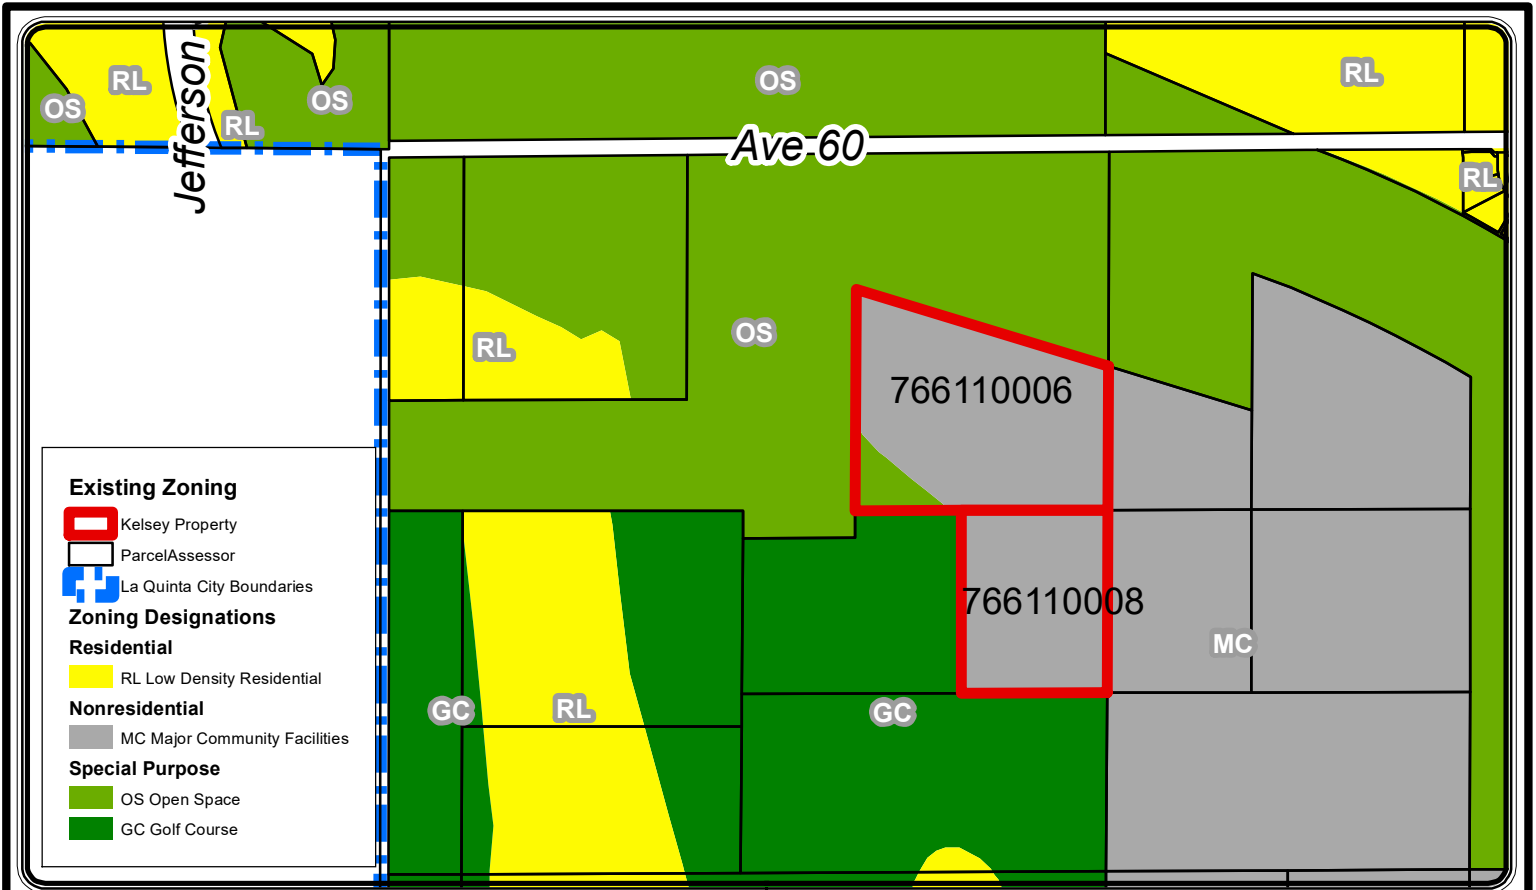 RL
OS
Jefferson
RL
OS
OS
RL
Ave 60
RL
OS
RL
766110006
766110008
MC
GC
RL
GC
Existing Zoning
Kelsey Property
ParcelAssessor
La Quinta City Boundaries
Zoning Designations
Residential
RL Low Density Residential
Nonresidential
MC Major Community Facilities
Special Purpose
OS Open Space
GC Golf Course